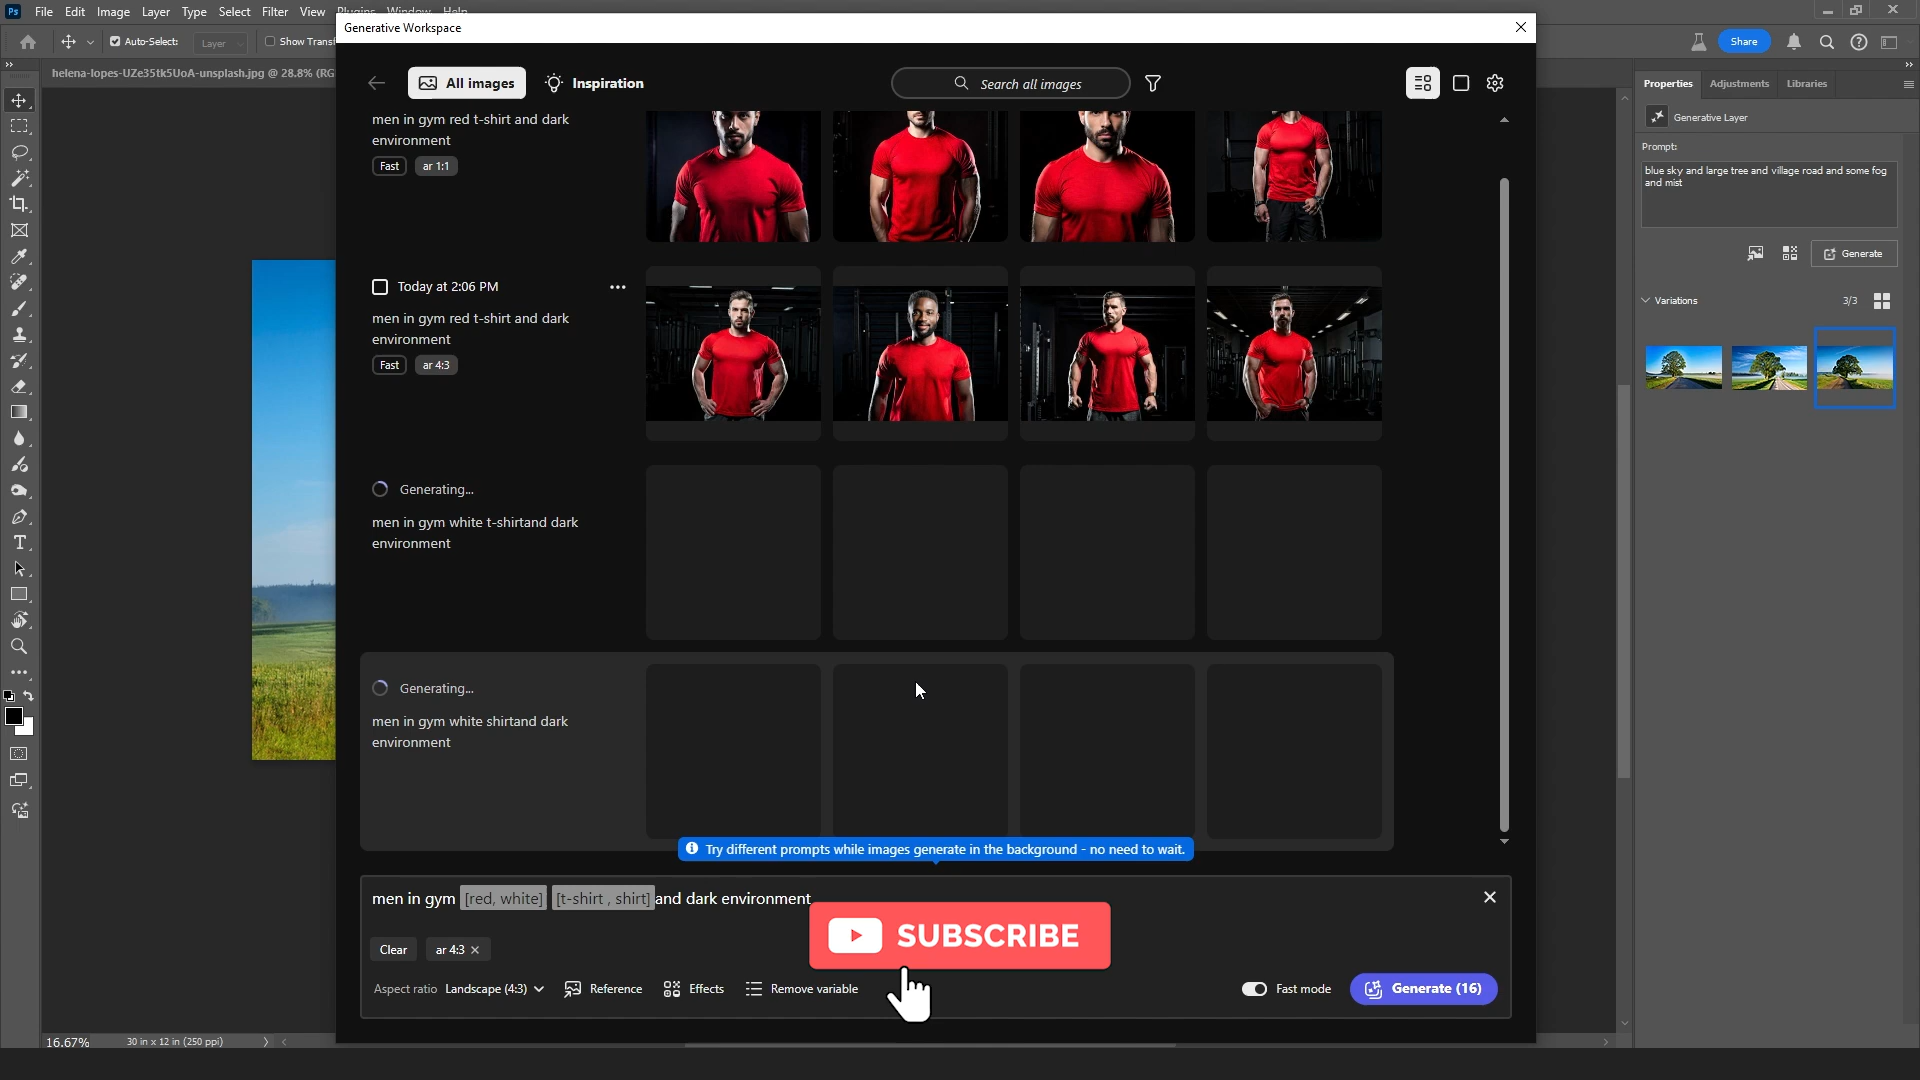 Ps File Edit Image Layer Type Select Filter View Plugins Window Help
Auto-Select: Layer Show Transf
Share
helena-lopes-UZe35tk5UoA-unsplash.jpg @ 28.8% (RG
Generative Workspace
All images
Inspiration
Search all images
men in gym red t-shirt and dark
environment
Fast
ar 1:1
Today at 2:06 PM
men in gym red t-shirt and dark
environment
Fast
ar 4:3
Generating...
men in gym white t-shirtand dark
environment
Generating...
men in gym white shirtand dark
environment
Try different prompts while images generate in the background - no need to wait.
men in gym [red, white] [t-shirt , shirt]and dark environment
SUBSCRIBE
Clear
ar 4:3
Aspect ratio Landscape (4:3)
Reference
Effects
Remove variable
Fast mode
Generate (16)
Properties
Adjustments
Libraries
Generative Layer
Prompt:
blue sky and large tree and village road and some fog
and mist
Generate
Variations
3/3
16.67%
30 in x 12 in (250 ppi)